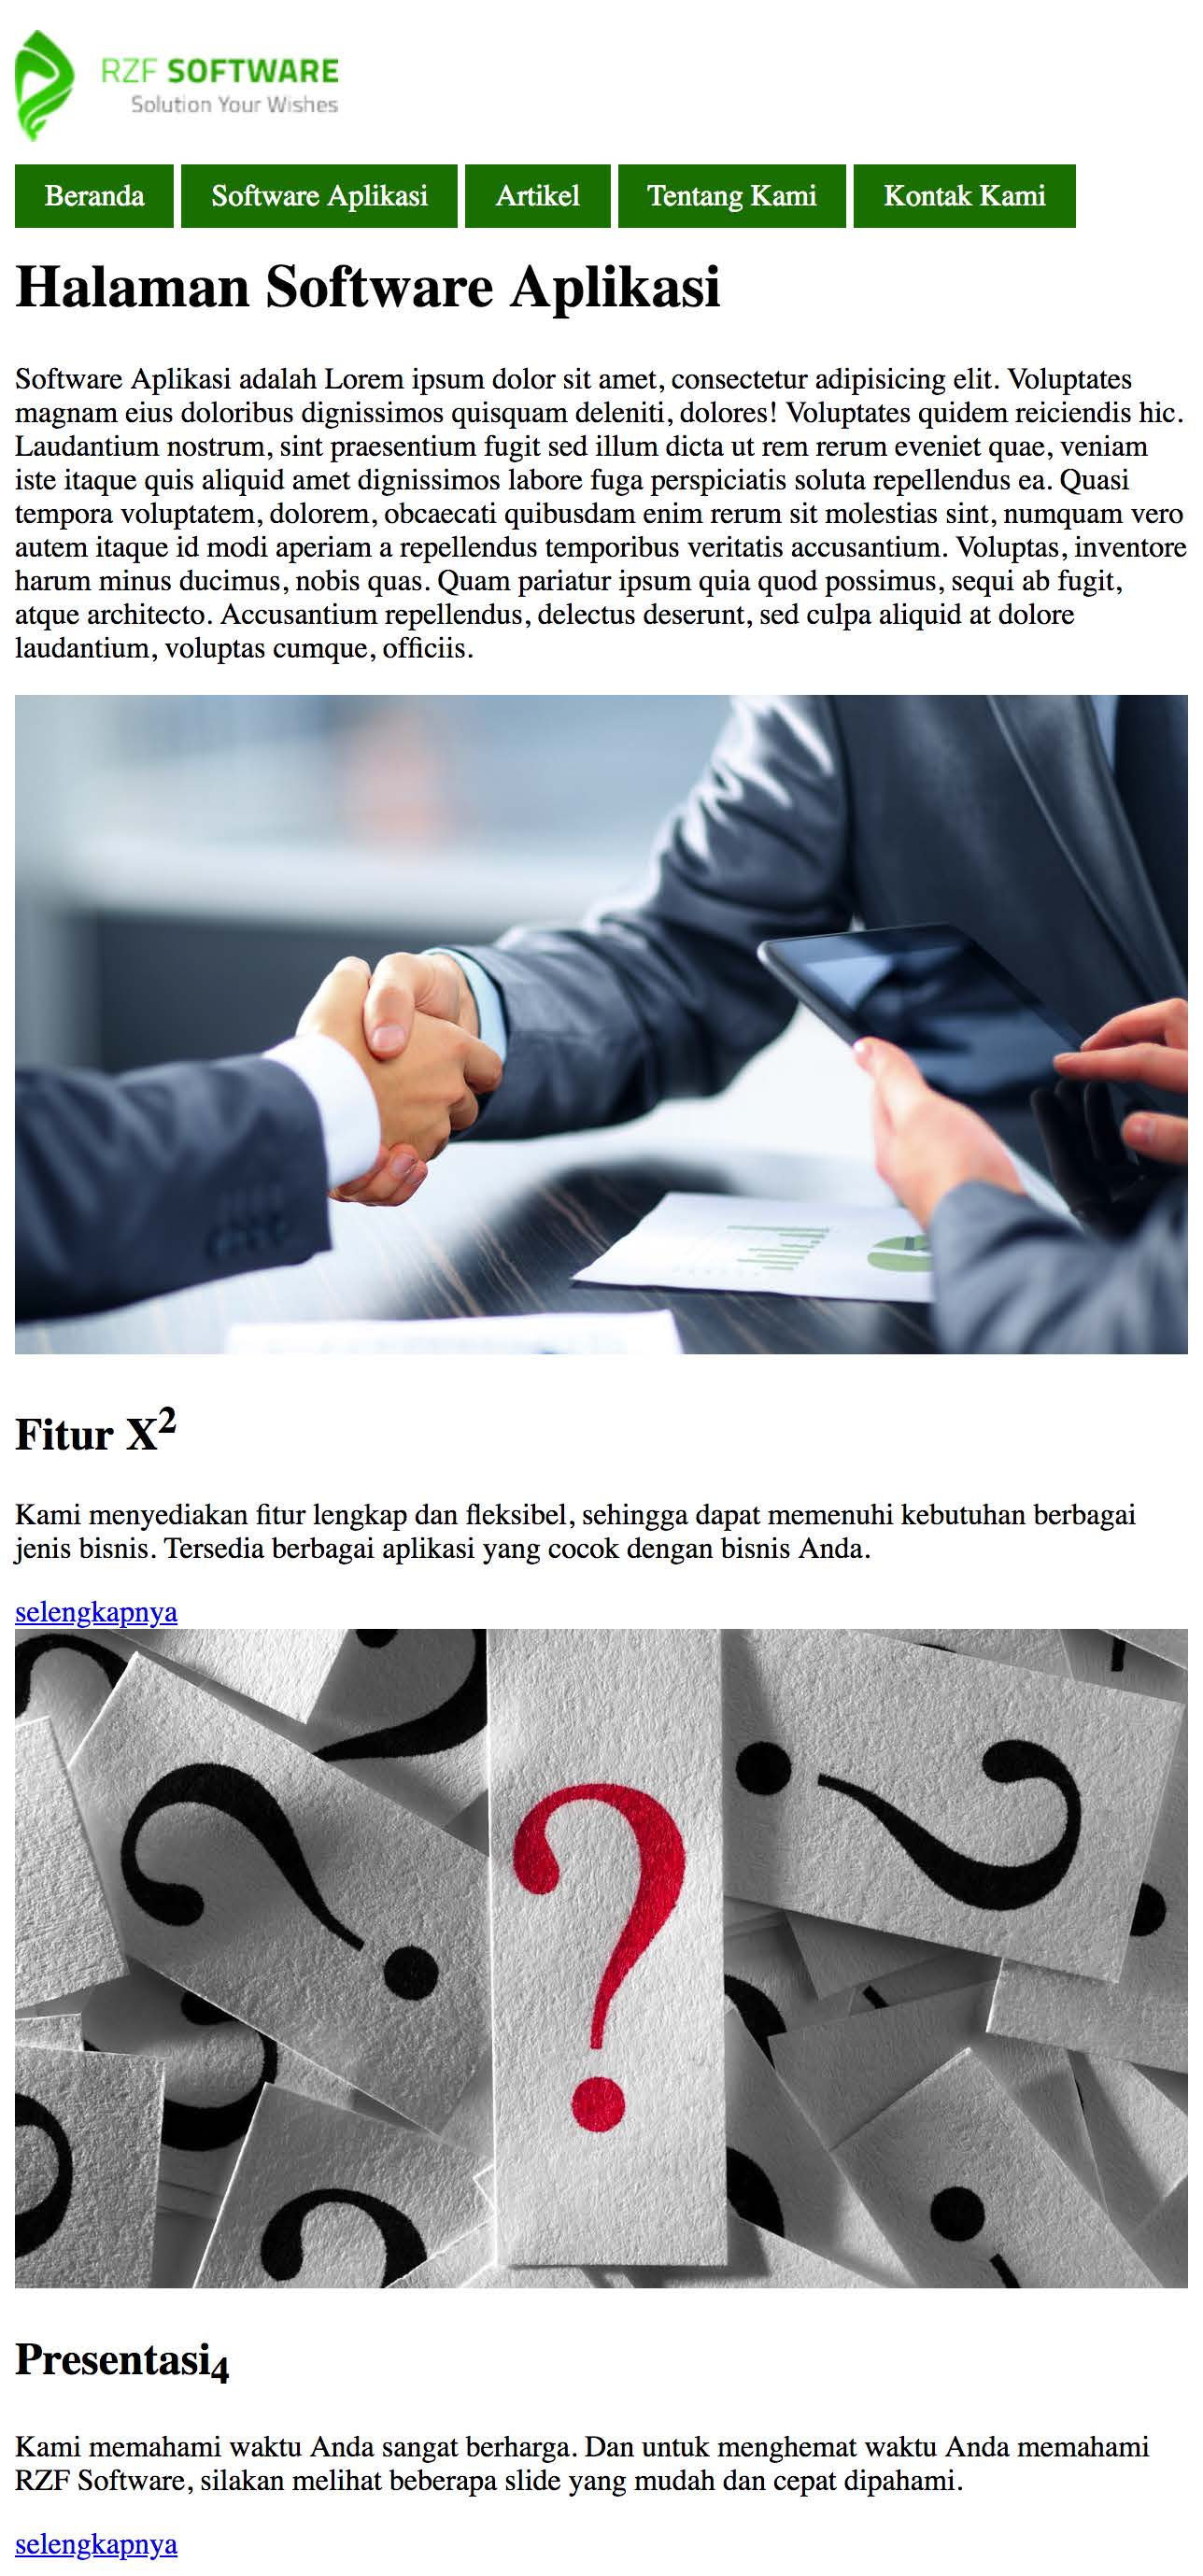 RZF SOFTWARE
Solution Your Wishes
Beranda Software Aplikasi Artikel Tentang Kami Kontak Kami
Halaman Software Aplikasi
Software Aplikasi adalah Lorem ipsum dolor sit amet, consectetur adipisicing elit. Voluptates
magnam eius doloribus dignissimos quisquam deleniti, dolores! Voluptates quidem reiciendis hic.
Laudantium nostrum, sint praesentium fugit sed illum dicta ut rem rerum eveniet quae, veniam
iste itaque quis aliquid amet dignissimos labore fuga perspiciatis soluta repellendus ea. Quasi
tempora voluptatem, dolorem, obcaecati quibusdam enim rerum sit molestias sint, numquam vero
autem itaque id modi aperiam a repellendus temporibus veritatis accusantium. Voluptas, inventore
harum minus ducimus, nobis quas. Quam pariatur ipsum quia quod possimus, sequi ab fugit,
atque architecto. Accusantium repellendus, delectus deserunt, sed culpa aliquid at dolore
laudantium, voluptas cumque, officiis.
Fitur X²
Kami menyediakan fitur lengkap dan fleksibel, sehingga dapat memenuhi kebutuhan berbagai
jenis bisnis. Tersedia berbagai aplikasi yang cocok dengan bisnis Anda.
selengkapnya
? ? ?
Presentasi₄
Kami memahami waktu Anda sangat berharga. Dan untuk menghemat waktu Anda memahami
RZF Software, silakan melihat beberapa slide yang mudah dan cepat dipahami.
selengkapnya